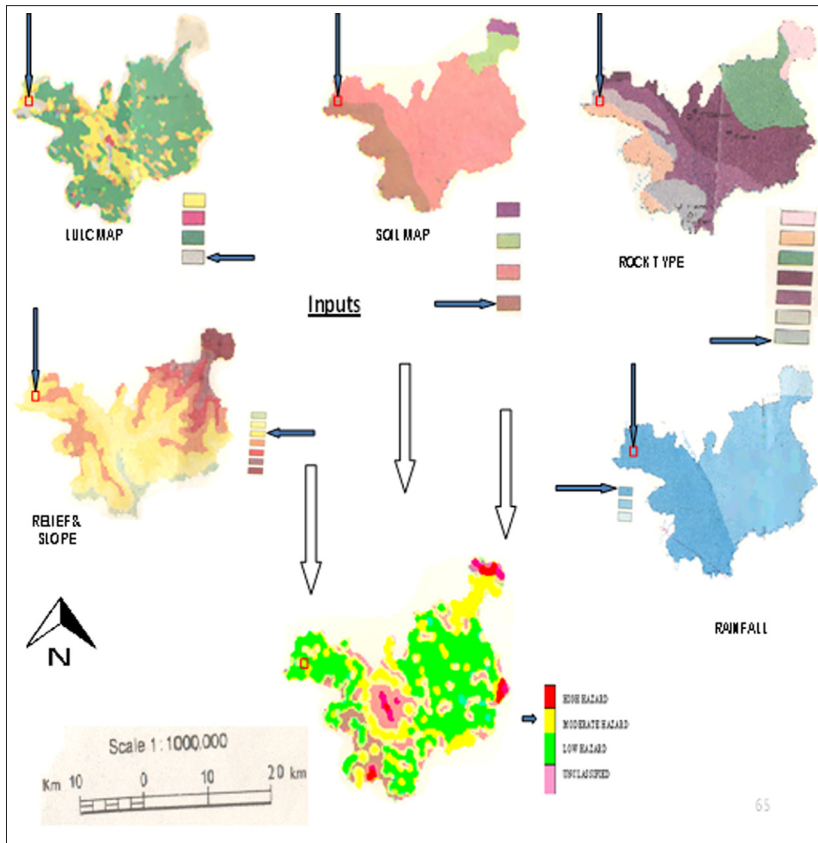 LULC MAP
SOIL MAP
ROCK TYPE
Inputs
RELIEF &
SLOPE
RAINFALL
N
HIGH HAZARD
MODERATE HAZARD
LOW HAZARD
UNCLASSIFIED
Scale 1:1000,000
Km 10 0 10 20 km
65